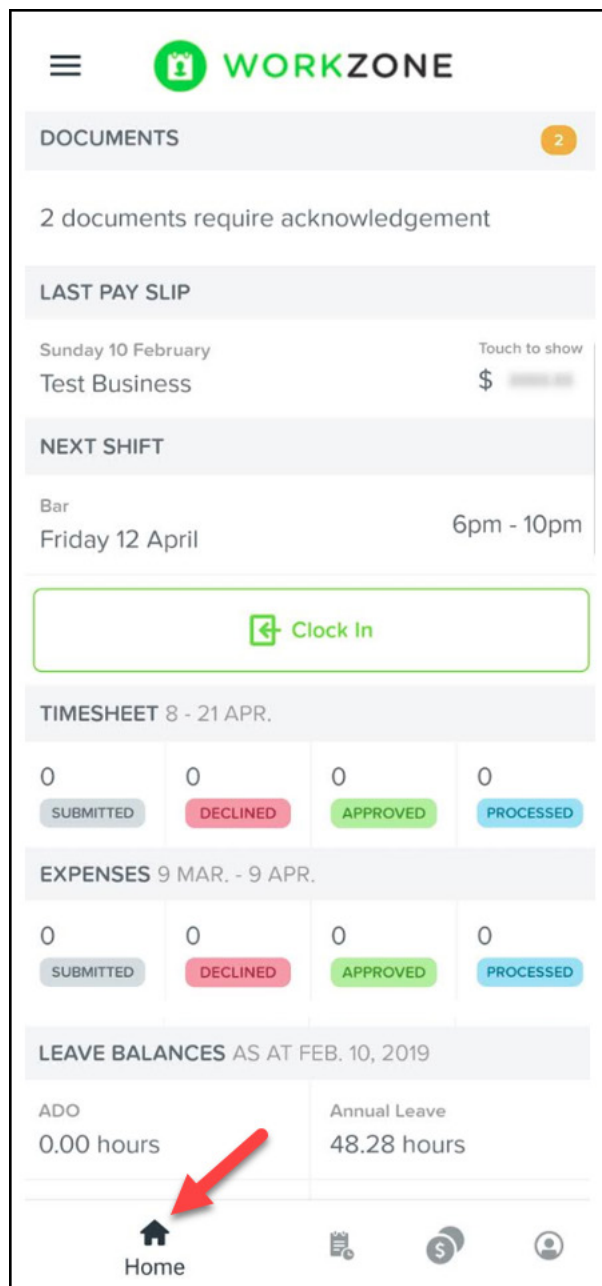 WORKZONE
DOCUMENTS 2
2 documents require acknowledgement
LAST PAY SLIP
Sunday 10 February Touch to show
Test Business $
NEXT SHIFT
Bar
Friday 12 April 6pm - 10pm
Clock In
TIMESHEET 8 - 21 APR.
0 0 0 0
SUBMITTED DECLINED APPROVED PROCESSED
EXPENSES 9 MAR. - 9 APR.
0 0 0 0
SUBMITTED DECLINED APPROVED PROCESSED
LEAVE BALANCES AS AT FEB. 10, 2019
ADO Annual Leave
0.00 hours 48.28 hours
Home